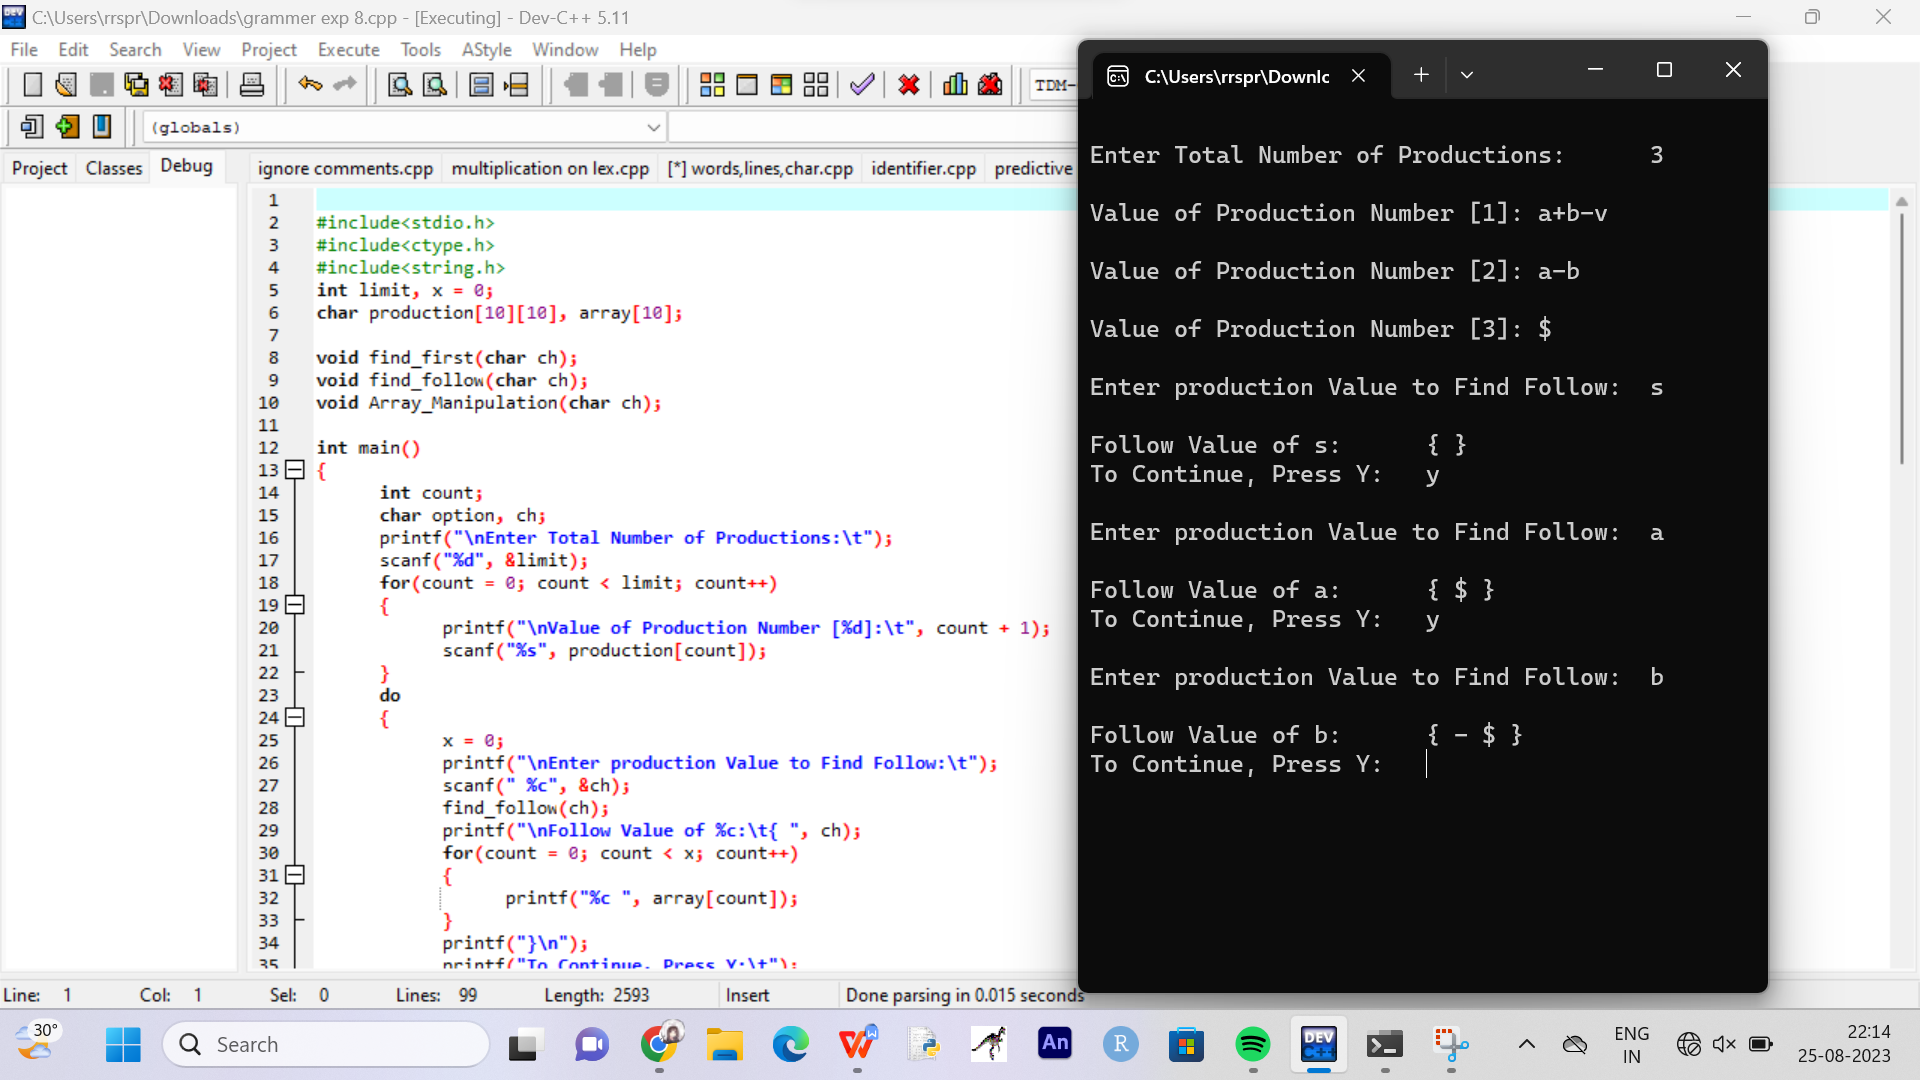 C:\Users\rrspr\Downloads\grammer exp 8.cpp - [Executing] - Dev-C++ 5.11
File Edit Search View Project Execute Tools AStyle Window Help
TDM-
(globals)
Project Classes Debug
ignore comments.cpp multiplication on lex.cpp [*] words,lines,char.cpp identifier.cpp predictive
1
2 #include<stdio.h>
3 #include<ctype.h>
4 #include<string.h>
5 int limit, x = 0;
6 char production[10][10], array[10];
7
8 void find_first(char ch);
9 void find_follow(char ch);
10 void Array_Manipulation(char ch);
11
12 int main()
13 {
14 int count;
15 char option, ch;
16 printf("\nEnter Total Number of Productions:\t");
17 scanf("%d", &limit);
18 for(count = 0; count < limit; count++)
19 {
20 printf("\nValue of Production Number [%d]:\t", count + 1);
21 scanf("%s", production[count]);
22 }
23 do
24 {
25 x = 0;
26 printf("\nEnter production Value to Find Follow:\t");
27 scanf(" %c", &ch);
28 find_follow(ch);
29 printf("\nFollow Value of %c:\t{ ", ch);
30 for(count = 0; count < x; count++)
31 {
32 printf("%c ", array[count]);
33 }
34 printf("}\n");
35 printf("To Continue, Press Y:\t");
C:\Users\rrspr\Downlc
Enter Total Number of Productions: 3
Value of Production Number [1]: a+b-v
Value of Production Number [2]: a-b
Value of Production Number [3]: $
Enter production Value to Find Follow: s
Follow Value of s: { }
To Continue, Press Y: y
Enter production Value to Find Follow: a
Follow Value of a: { $ }
To Continue, Press Y: y
Enter production Value to Find Follow: b
Follow Value of b: { - $ }
To Continue, Press Y:
Line: 1 Col: 1 Sel: 0 Lines: 99 Length: 2593 Insert Done parsing in 0.015 seconds
30°
Search
An
R
DEV C++
ENG
IN
22:14
25-08-2023